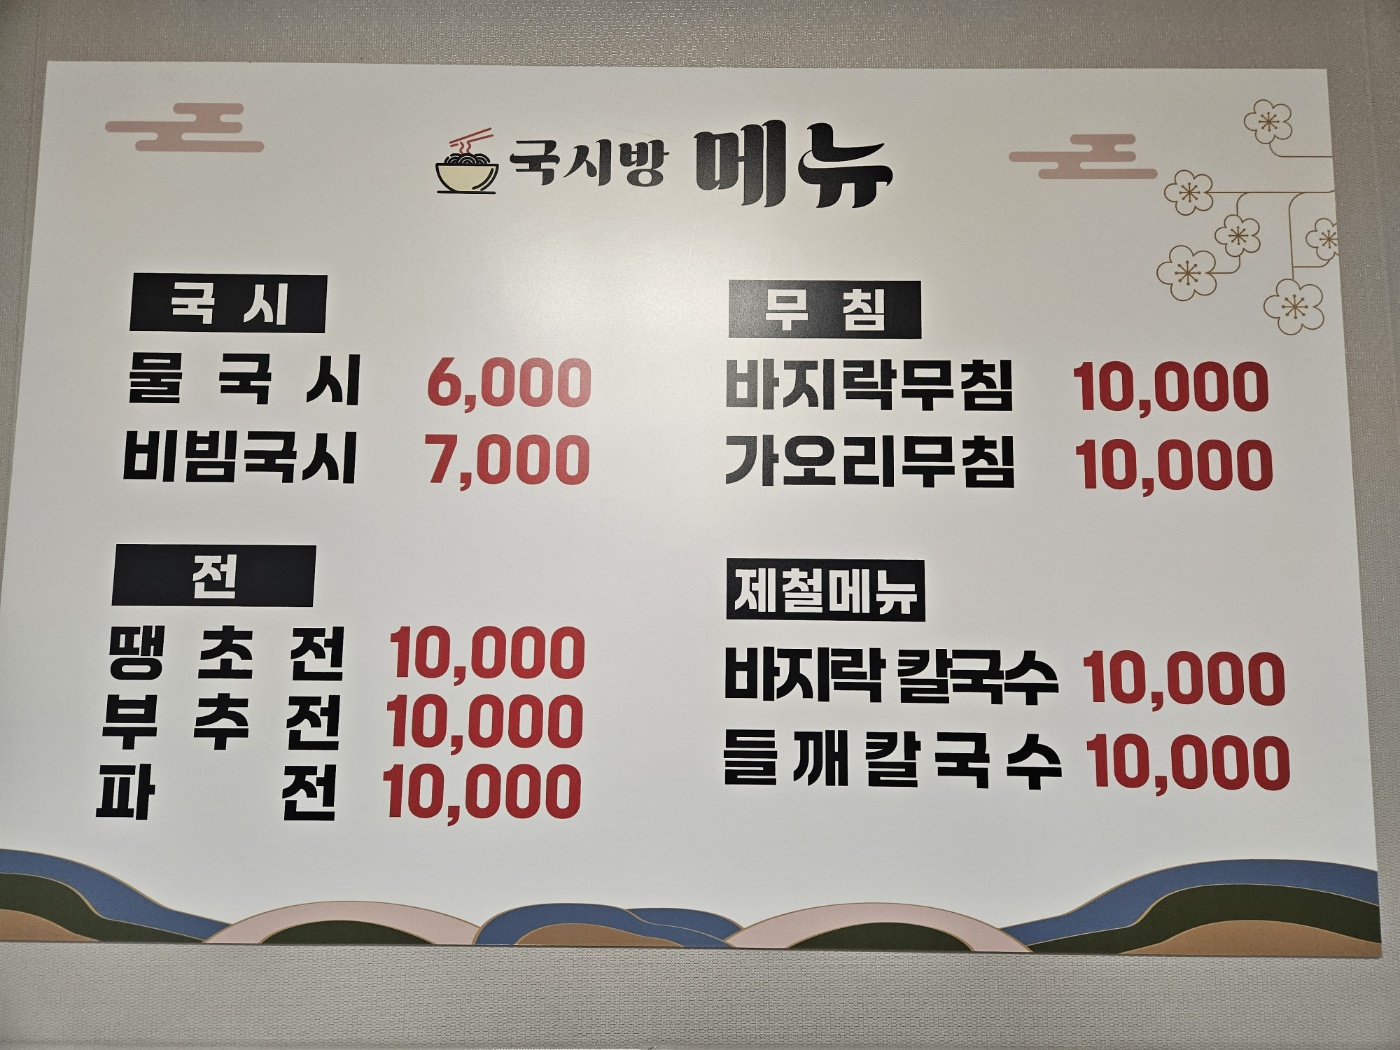 국시방 메뉴
국시
물국시 6,000
비빔국시 7,000
전
땡초전 10,000
부추전 10,000
파전 10,000
무침
바지락무침 10,000
가오리무침 10,000
제철메뉴
바지락 칼국수 10,000
들깨칼국수 10,000